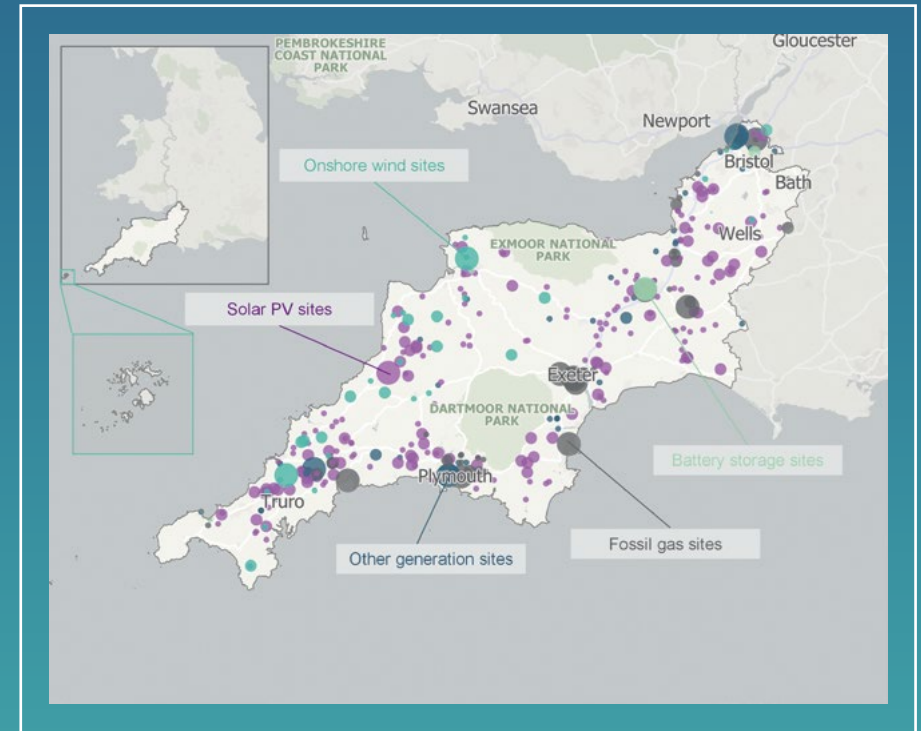 PEMBROKESHIRE
COAST NATIONAL
PARK
Gloucester
Swansea
Newport
Bristol
Bath
Onshore wind sites
Wells
EXMOOR NATIONAL
PARK
Solar PV sites
Exeter
DARTMOOR NATIONAL
PARK
Battery storage sites
Plymouth
Truro
Fossil gas sites
Other generation sites